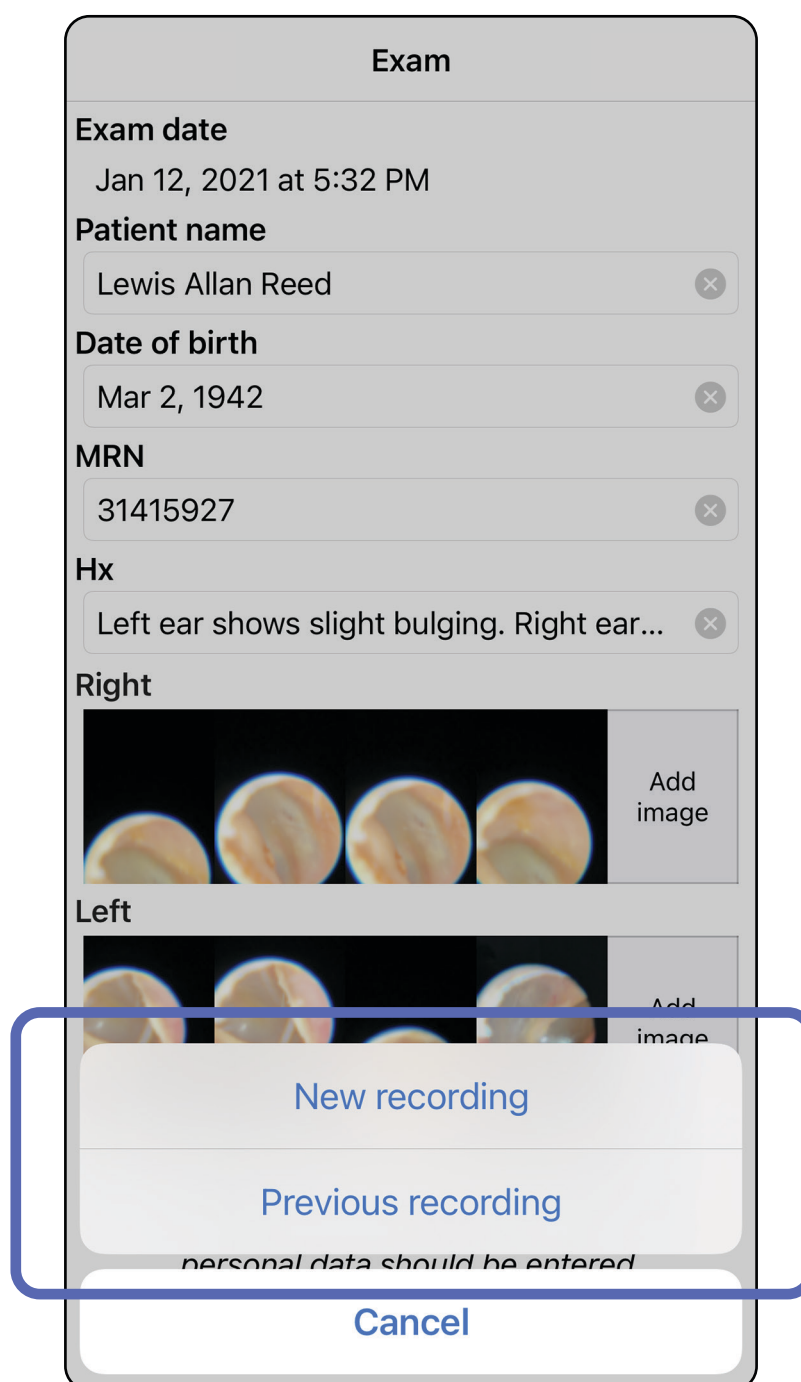 Exam
Exam date
Jan 12, 2021 at 5:32 PM
Patient name
Lewis Allan Reed
Date of birth
Mar 2, 1942
MRN
31415927
Hx
Left ear shows slight bulging. Right ear...
Right
Add
image
Left
Add
image
New recording
Previous recording
personal data should be entered
Cancel